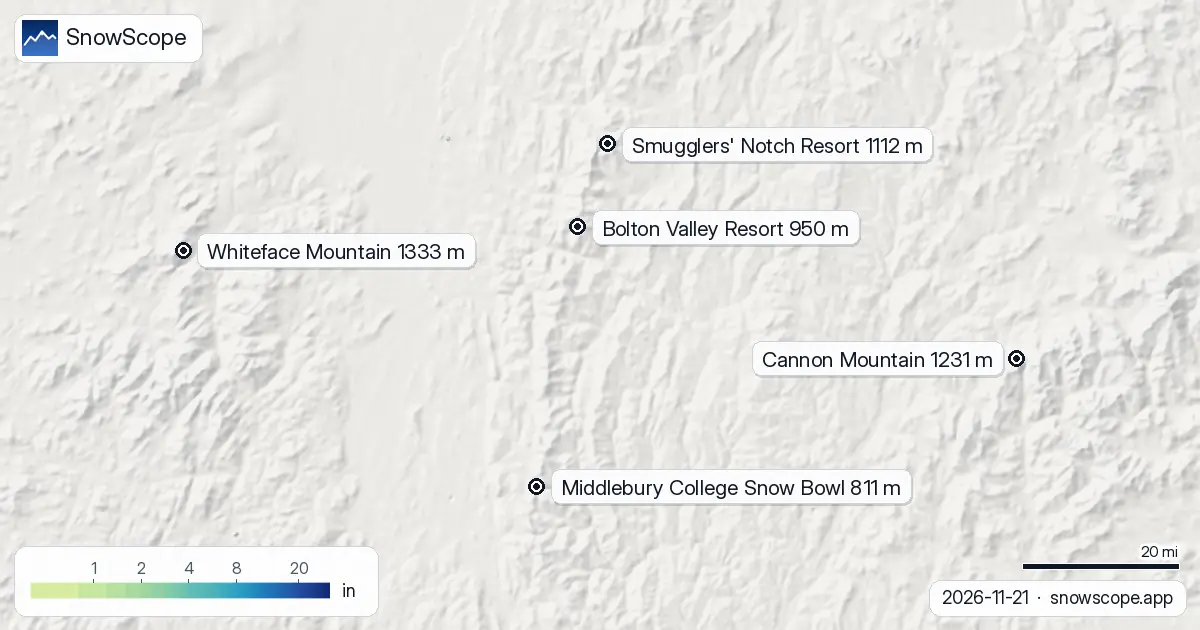 SnowScope
Smugglers' Notch Resort 1112 m
Bolton Valley Resort 950 m
Whiteface Mountain 1333 m
Cannon Mountain 1231 m
Middlebury College Snow Bowl 811 m
1 2 4 8 20
in
20 mi
2026-11-21 · snowscope.app